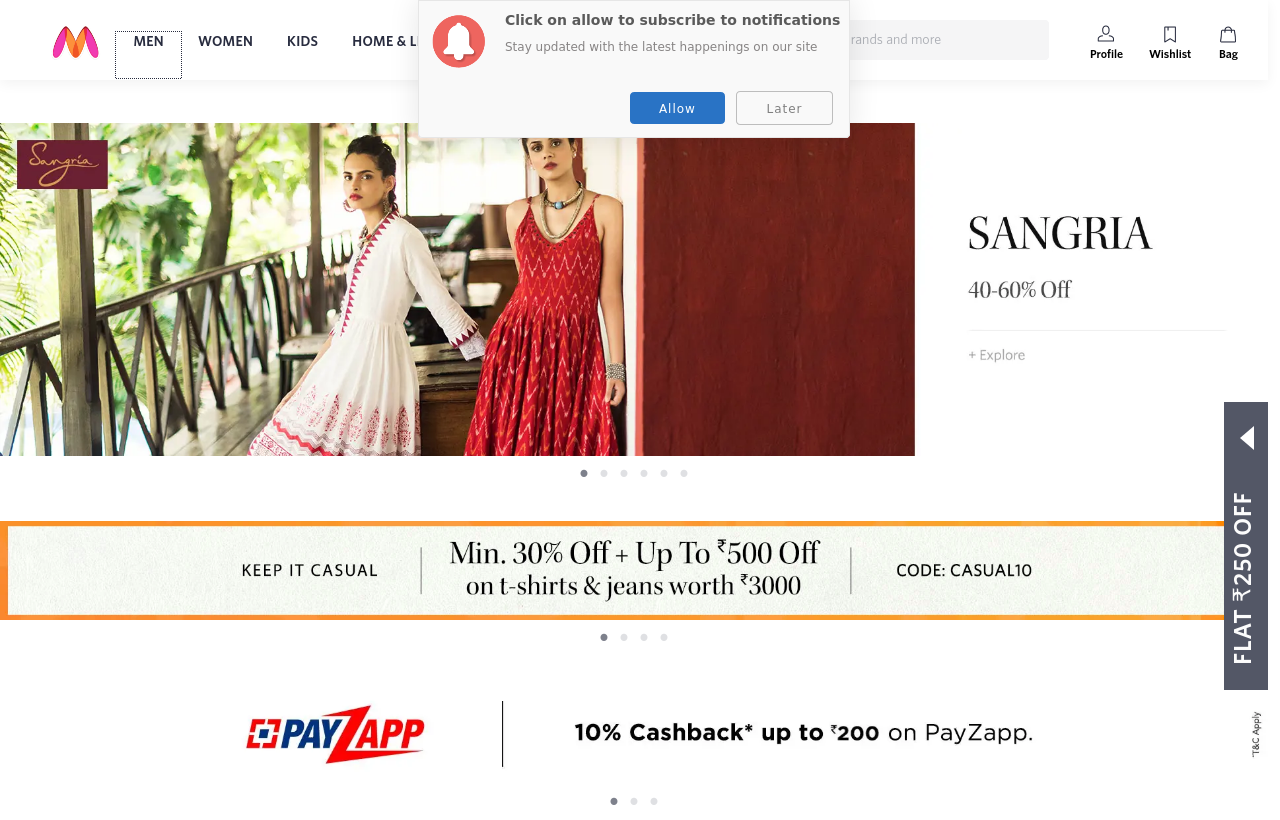 MEN WOMEN KIDS HOME & L
Click on allow to subscribe to notifications
Stay updated with the latest happenings on our site
Allow Later
rands and more
Profile Wishlist Bag
Sangria
SANGRIA
40-60% Off
+ Explore
FLAT ₹250 OFF
KEEP IT CASUAL
Min. 30% Off + Up To ₹500 Off
on t-shirts & jeans worth ₹3000
CODE: CASUAL10
PAYZAPP
10% Cashback* up to ₹200 on PayZapp.
*T&C Apply